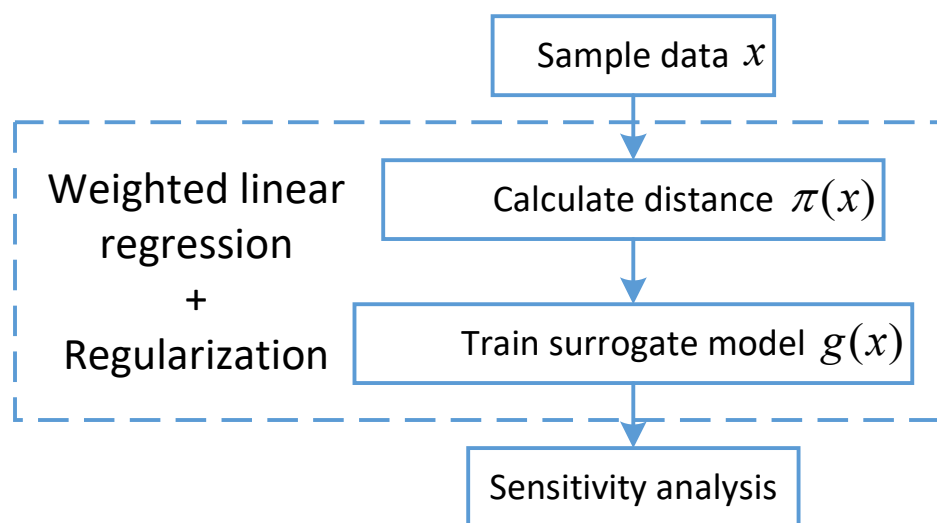 Sample data x
Weighted linear
regression
+
Regularization
Calculate distance π(x)
Train surrogate model g(x)
Sensitivity analysis